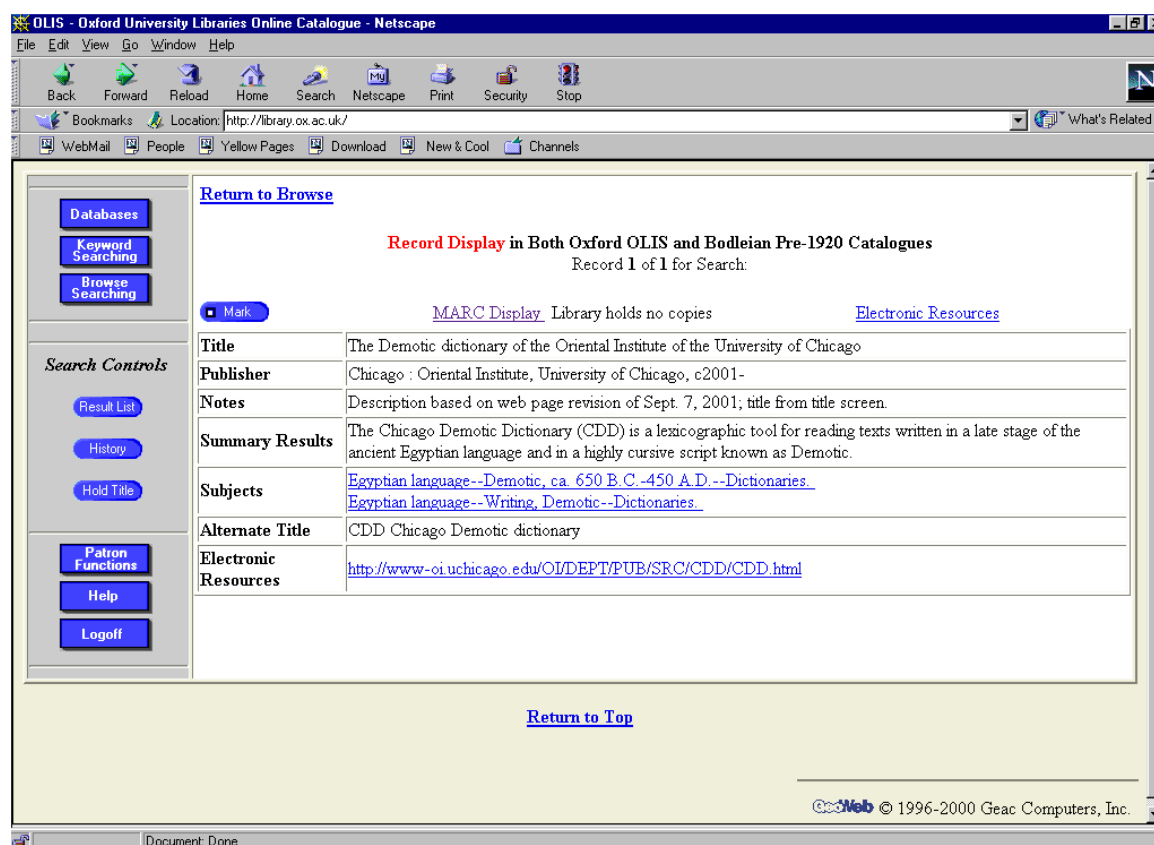 OLIS - Oxford University Libraries Online Catalogue - Netscape
File Edit View Go Window Help
My
Back Forward Reload Home Search Netscape Print Security Stop
N
Bookmarks Location: http://library.ox.ac.uk/ What's Related
WebMail People Yellow Pages Download New & Cool Channels
Databases
Keyword
Searching
Browse
Searching
Search Controls
Result List
History
Hold Title
Patron
Functions
Help
Logoff
Return to Browse
Record Display in Both Oxford OLIS and Bodleian Pre-1920 Catalogues
Record 1 of 1 for Search:
Mark MARC Display Library holds no copies Electronic Resources
Title The Demotic dictionary of the Oriental Institute of the University of Chicago
Publisher Chicago : Oriental Institute, University of Chicago, c2001-
Notes Description based on web page revision of Sept. 7, 2001; title from title screen.
Summary Results The Chicago Demotic Dictionary (CDD) is a lexicographic tool for reading texts written in a late stage of the
ancient Egyptian language and in a highly cursive script known as Demotic.
Subjects Egyptian language--Demotic, ca. 650 B.C.-450 A.D.--Dictionaries.
Egyptian language--Writing, Demotic--Dictionaries.
Alternate Title CDD Chicago Demotic dictionary
Electronic
Resources http://www-oi.uchicago.edu/OI/DEPT/PUB/SRC/CDD/CDD.html
Return to Top
© 1996-2000 Geac Computers, Inc.
Document: Done